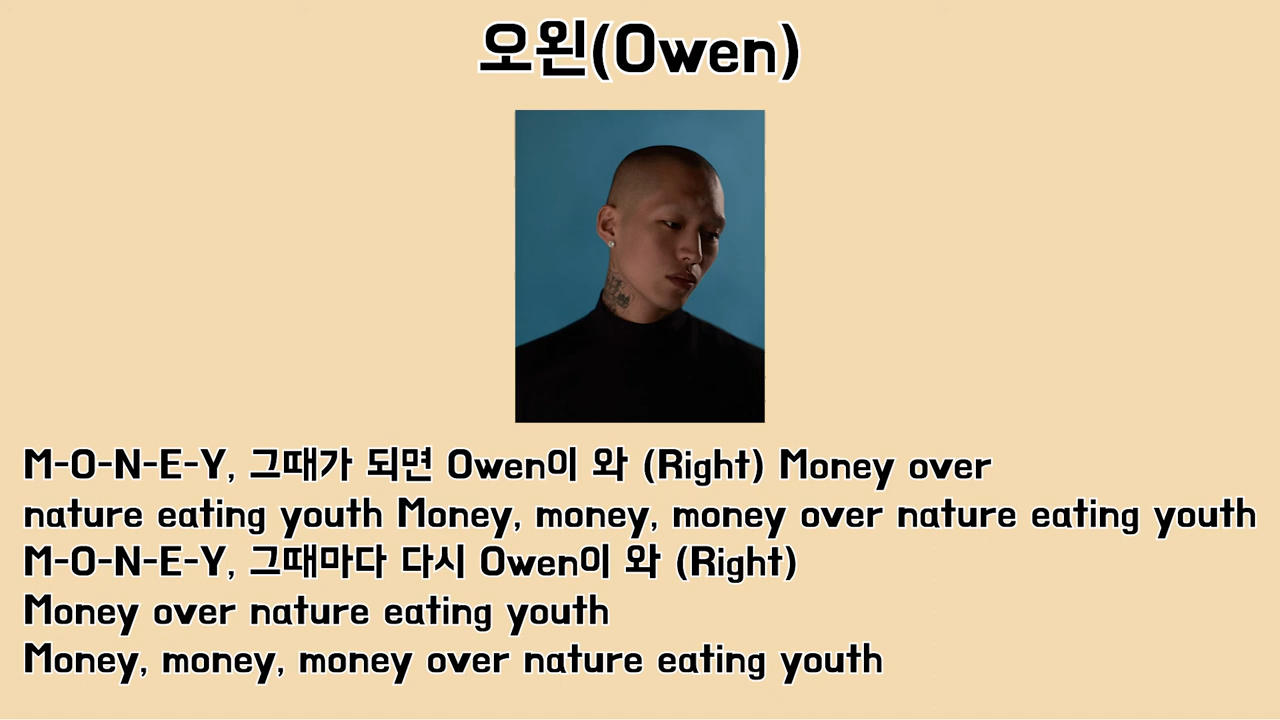 오왼(Owen)
M-O-N-E-Y, 그때가 되면 Owen이 와 (Right) Money over
nature eating youth Money, money, money over nature eating youth
M-O-N-E-Y, 그때마다 다시 Owen이 와 (Right)
Money over nature eating youth
Money, money, money over nature eating youth